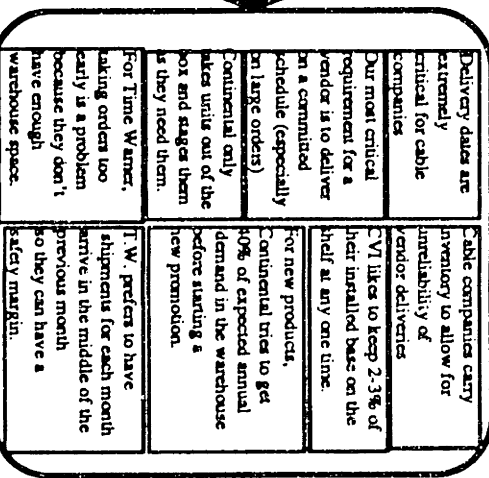 Delivery dates are
extremely
critical for cable
companies
Our most critical
requirement for a
vendor is to deliver
on a committed
schedule (especially
on large orders)
Continental only
takes units out of the
box and stages them
as they need them.
For Time Warner,
taking orders too
early is a problem
because they don't
have enough
warehouse space.
Cable companies carry
inventory to allow for
unreliability of
vendor deliveries
CVI likes to keep 2-3% of
their installed base on the
shelf at any one time.
For new products,
Continental tries to get
40% of expected annual
demand in the warehouse
before starting a
new promotion.
T.W. prefers to have
shipments for each month
arrive in the middle of the
previous month
so they can have a
safety margin.